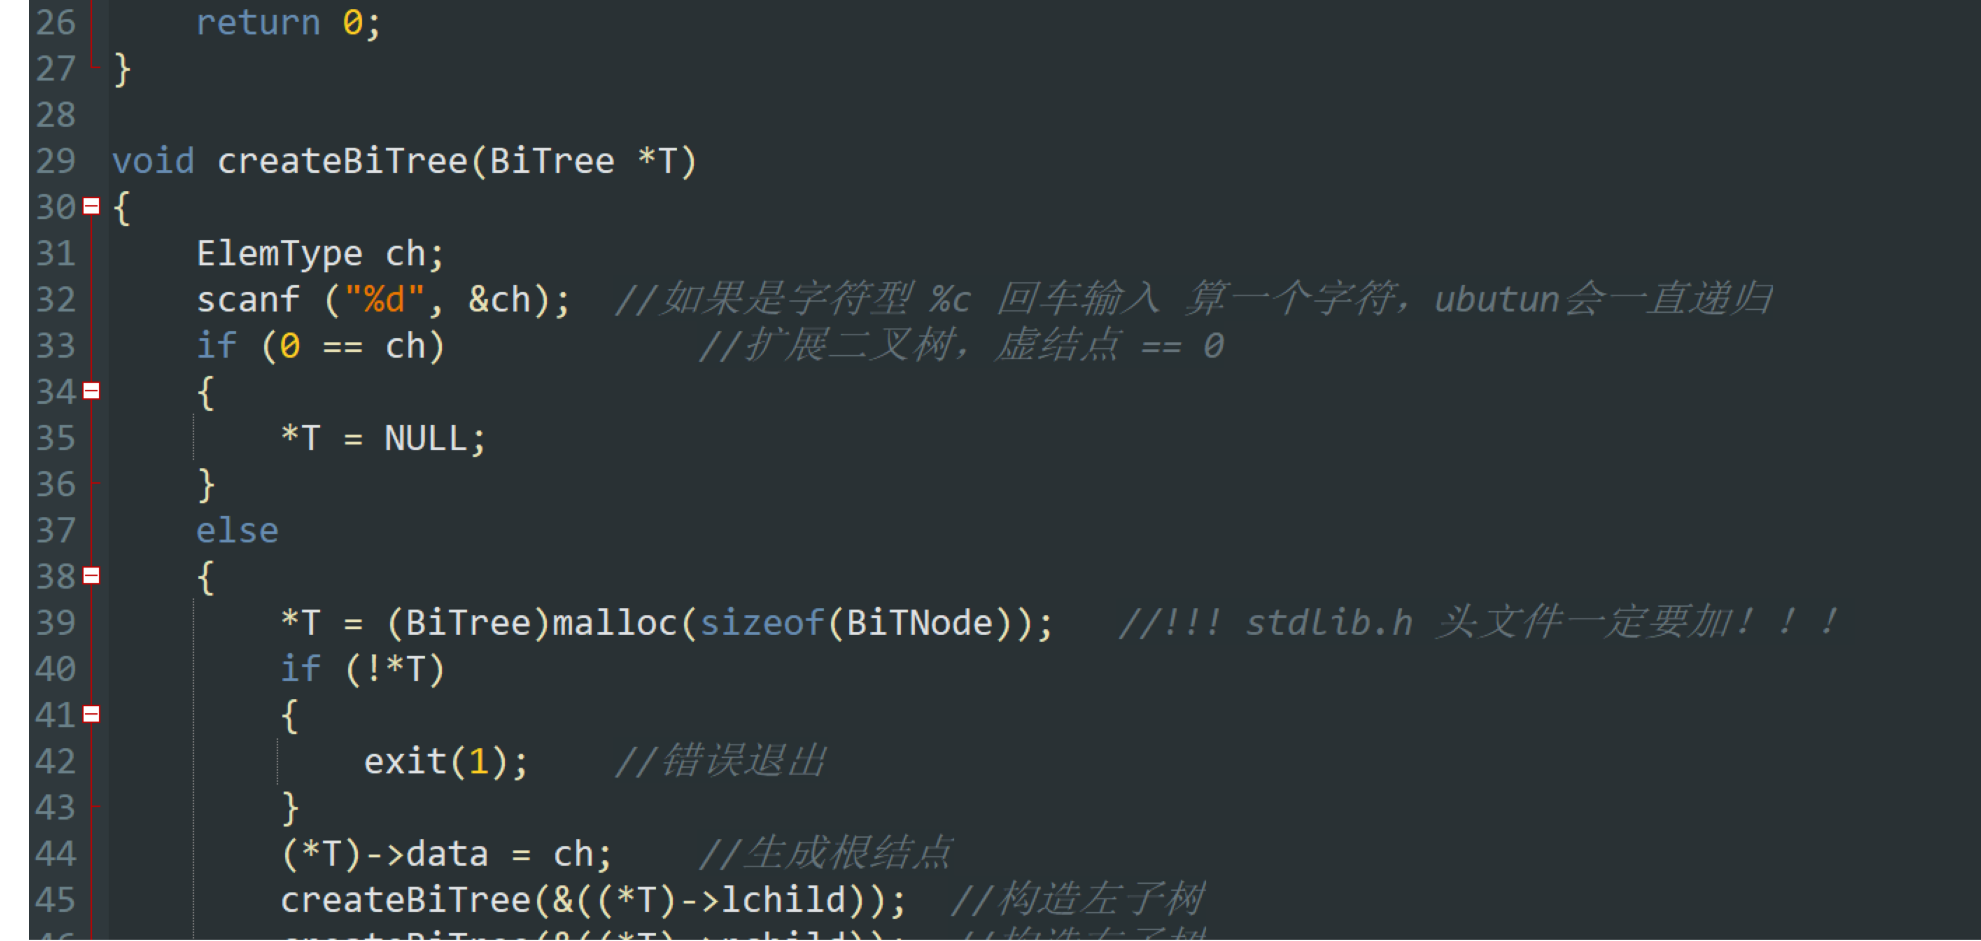 26 return 0;
27 }
28
29 void createBiTree(BiTree *T)
30 {
31 ElemType ch;
32 scanf ("%d", &ch); //如果是字符型 %c 回车输入 算一个字符，ubutun会一直递归
33 if (0 == ch) //扩展二叉树，虚结点 == 0
34 {
35 *T = NULL;
36 }
37 else
38 {
39 *T = (BiTree)malloc(sizeof(BiTNode)); //!!! stdlib.h 头文件一定要加！！！
40 if (!*T)
41 {
42 exit(1); //错误退出
43 }
44 (*T)->data = ch; //生成根结点
45 createBiTree(&((*T)->lchild)); //构造左子树